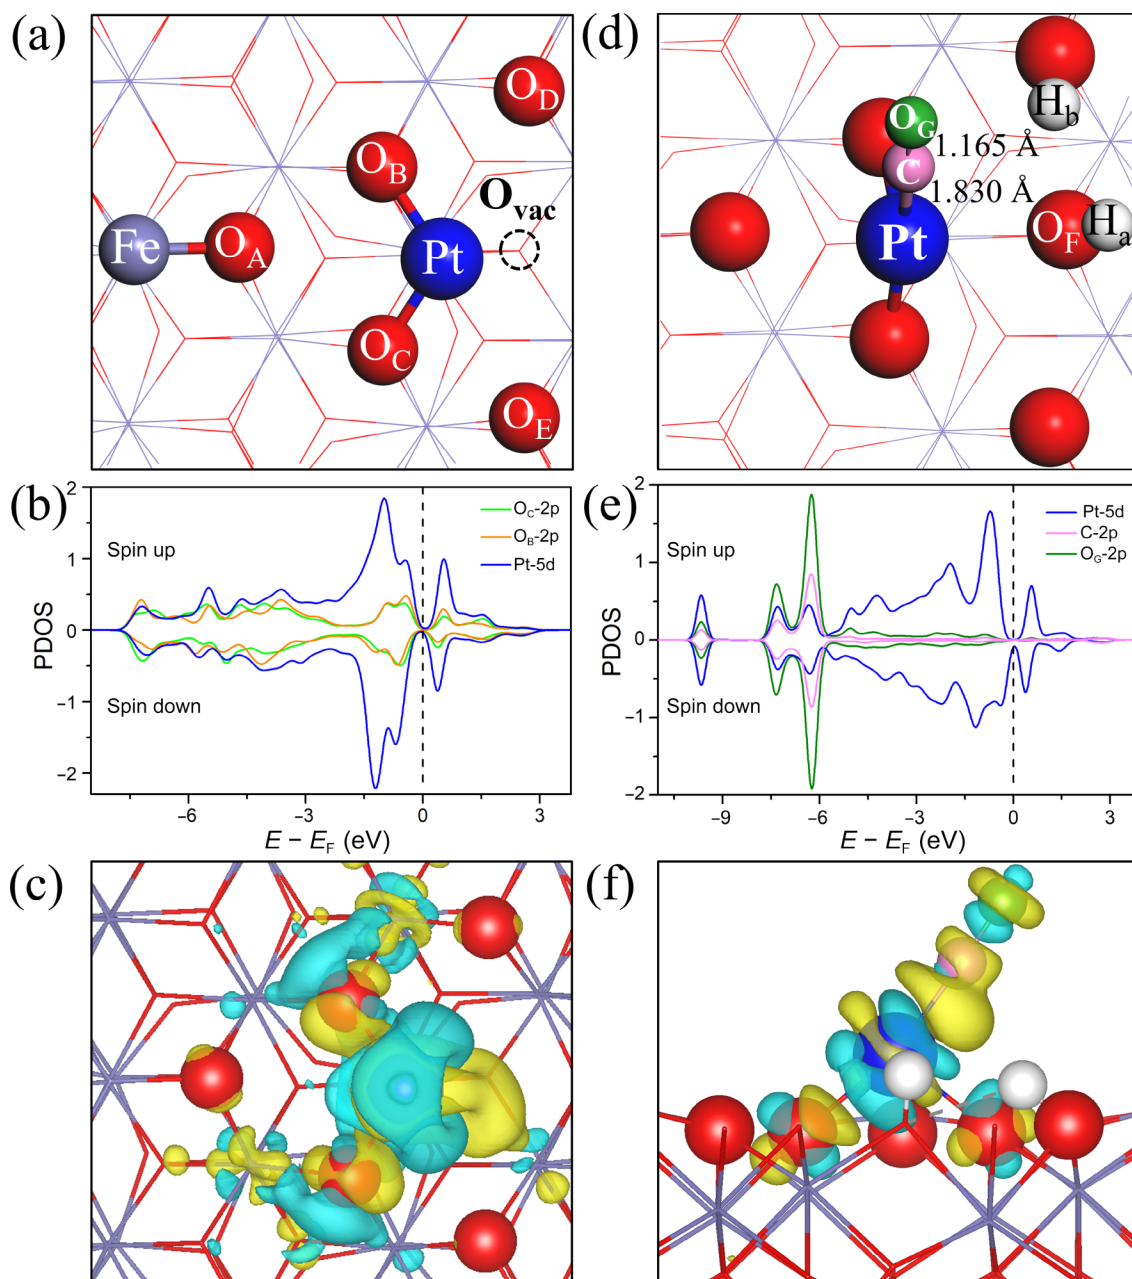 (a)
O_D
O_B
O_vac
Fe
O_A
Pt
O_C
O_E
(b)
2
1
0
−1
−2
PDOS
Spin up
Spin down
O_C-2p
O_B-2p
Pt-5d
−6
−3
0
3
E − E_F (eV)
(c)
(d)
H_b
O_G
1.165 Å
C
1.830 Å
Pt
O_F
H_a
(e)
2
1
0
−1
−2
PDOS
Spin up
Spin down
Pt-5d
C-2p
O_G-2p
−9
−6
−3
0
3
E − E_F (eV)
(f)